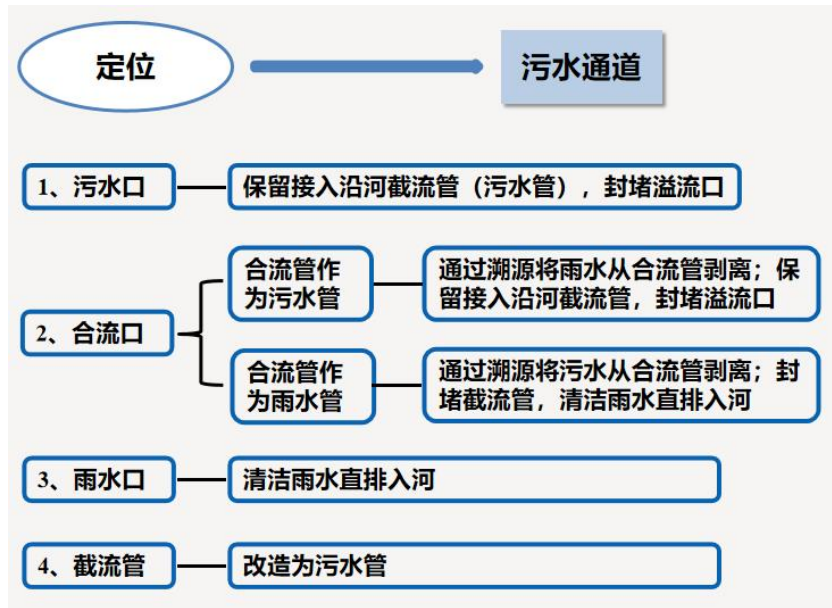 定位
污水通道
1、污水口
保留接入沿河截流管（污水管），封堵溢流口
2、合流口
合流管作
为污水管
通过溯源将雨水从合流管剥离；保
留接入沿河截流管，封堵溢流口
合流管作
为雨水管
通过溯源将污水从合流管剥离；封
堵截流管，清洁雨水直排入河
3、雨水口
清洁雨水直排入河
4、截流管
改造为污水管